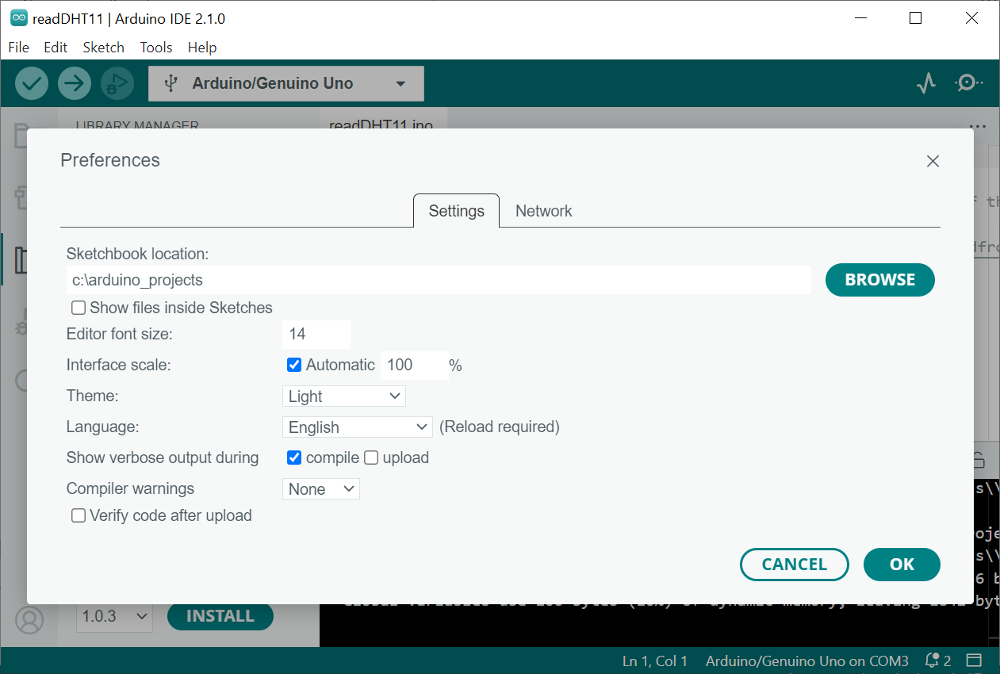 readDHT11 | Arduino IDE 2.1.0
File Edit Sketch Tools Help
Arduino/Genuino Uno
LIBRARY MANAGER
readDHT11.ino
Preferences
Settings Network
Sketchbook location:
c:\arduino_projects
BROWSE
Show files inside Sketches
Editor font size: 14
Interface scale: Automatic 100 %
Theme: Light
Language: English (Reload required)
Show verbose output during compile upload
Compiler warnings None
Verify code after upload
CANCEL OK
1.0.3 INSTALL
Ln 1, Col 1 Arduino/Genuino Uno on COM3 2